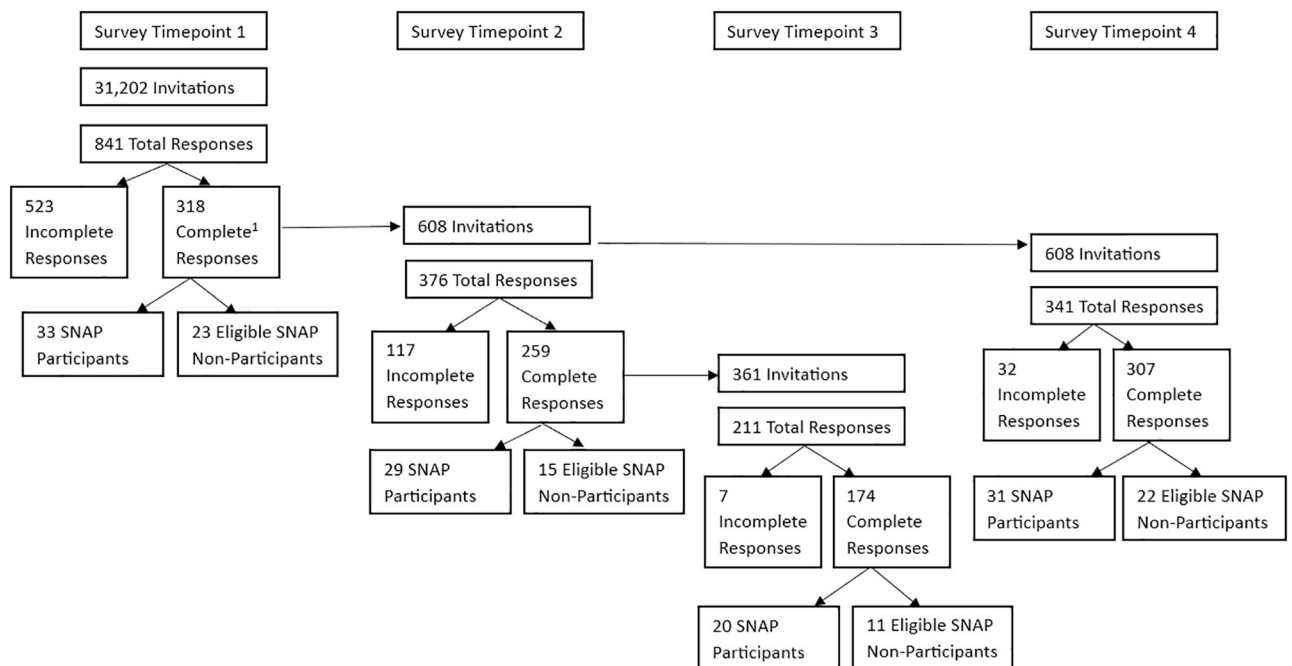 Survey Timepoint 1
Survey Timepoint 2
Survey Timepoint 3
Survey Timepoint 4
31,202 Invitations
841 Total Responses
523
Incomplete
Responses
318
Complete¹
Responses
33 SNAP
Participants
23 Eligible SNAP
Non-Participants
608 Invitations
376 Total Responses
117
Incomplete
Responses
259
Complete
Responses
29 SNAP
Participants
15 Eligible SNAP
Non-Participants
361 Invitations
211 Total Responses
7
Incomplete
Responses
174
Complete
Responses
20 SNAP
Participants
11 Eligible SNAP
Non-Participants
608 Invitations
341 Total Responses
32
Incomplete
Responses
307
Complete
Responses
31 SNAP
Participants
22 Eligible SNAP
Non-Participants